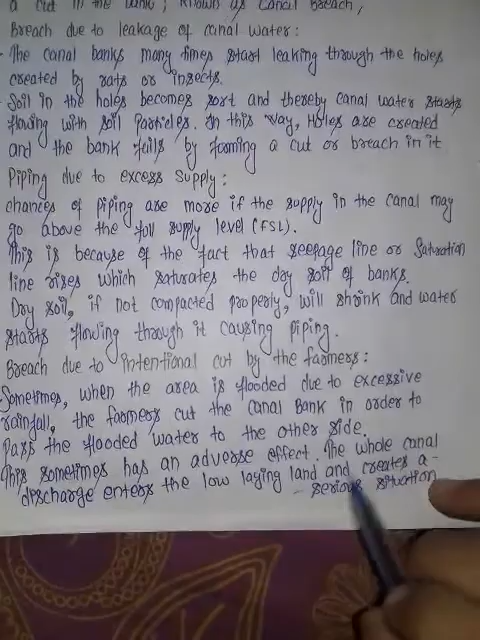 a cut in the bank, known as canal Breach,
Breach due to leakage of canal water:
- The canal banks many times start leaking through the holes
created by rats or insects.
- Soil in the holes becomes sort and thereby canal water starts
flowing with soil particles. In this way, Holes are created
and the bank fails by forming a cut or breach in it
Piping due to excess Supply:
chances of piping are more if the supply in the canal may
go above the full supply level (FSL).
This is because of the fact that seepage line or Saturation
line rises which saturates the day soil of banks.
Dry soil, if not compacted properly, will shrink and water
starts flowing through it causing piping.
Breach due to intentional cut by the farmers:
Sometimes, when the area is flooded due to excessive
rainfall, the farmers cut the canal Bank in order to
pass the flooded water to the other side.
This sometimes has an adverse effect. The whole canal
discharge enters the low laying land and creates a -
- serious situation